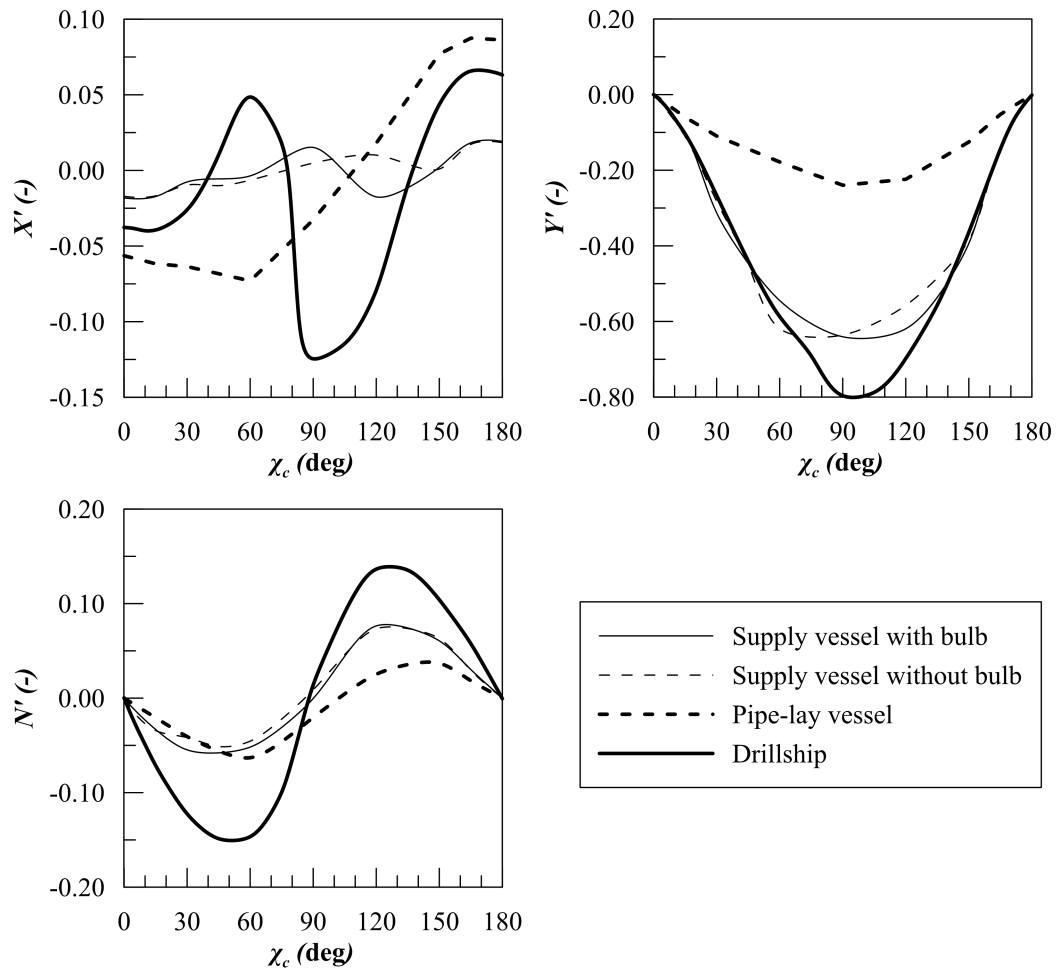 0.10
0.05
0.00
-0.05
-0.10
-0.15
X' (-)
0 30 60 90 120 150 180
χc (deg)
0.20
0.00
-0.20
-0.40
-0.60
-0.80
Y' (-)
0 30 60 90 120 150 180
χc (deg)
0.20
0.10
0.00
-0.10
-0.20
N' (-)
0 30 60 90 120 150 180
χc (deg)
Supply vessel with bulb
Supply vessel without bulb
Pipe-lay vessel
Drillship